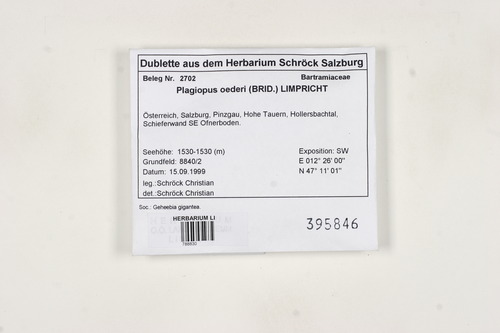 Dublette aus dem Herbarium Schröck Salzburg
Beleg Nr. 2702 Bartramiaceae
Plagiopus oederi (BRID.) LIMPRICHT
Österreich, Salzburg, Pinzgau, Hohe Tauern, Hollersbachtal,
Schieferwand SE Ofnerboden.
Seehöhe: 1530-1530 (m) Exposition: SW
Grundfeld: 8840/2 E 012° 26' 00"
Datum: 15.09.1999 N 47° 11' 01"
leg.: Schröck Christian
det.: Schröck Christian
Soc.: Geheebia gigantea.
HERBARIUM LI
395846